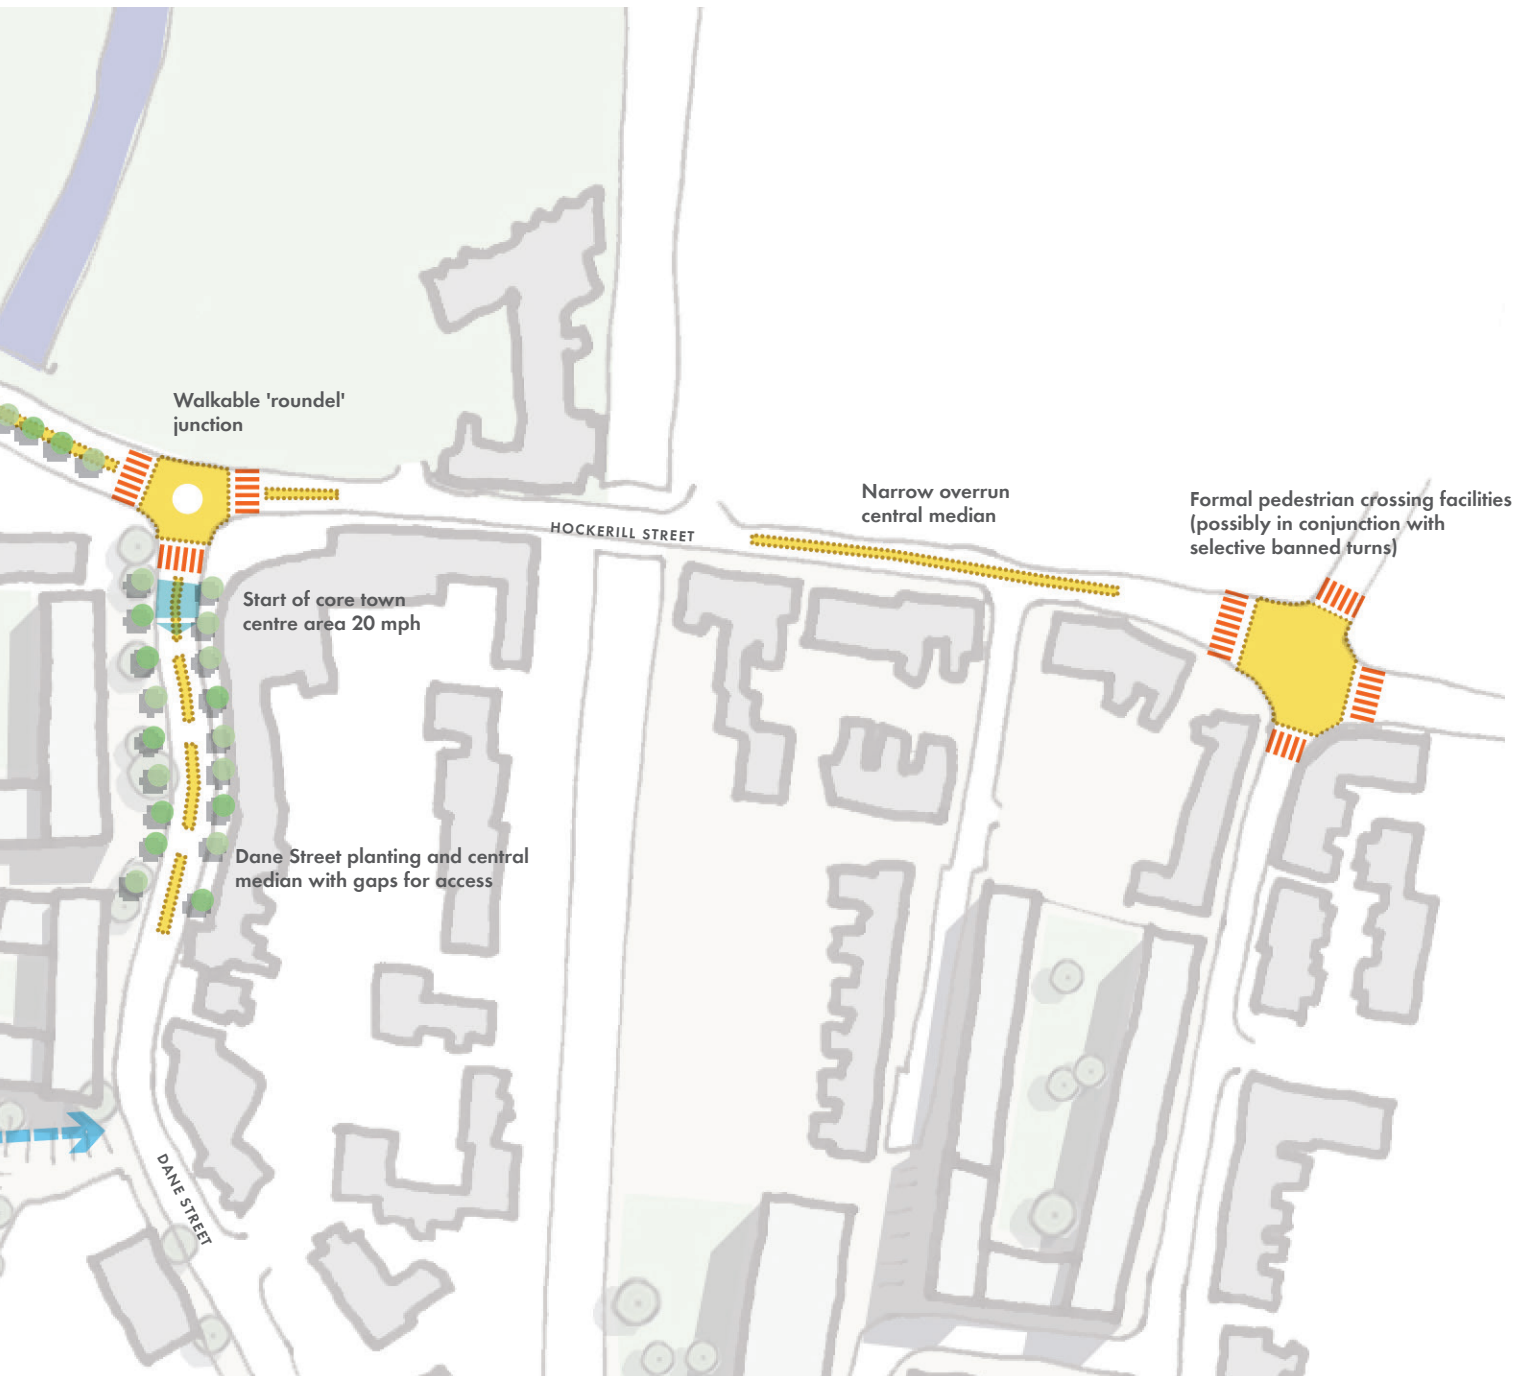 Walkable 'roundel'
junction
HOCKERILL STREET
Narrow overrun
central median
Formal pedestrian crossing facilities
(possibly in conjunction with
selective banned turns)
Start of core town
centre area 20 mph
Dane Street planting and central
median with gaps for access
DANE STREET